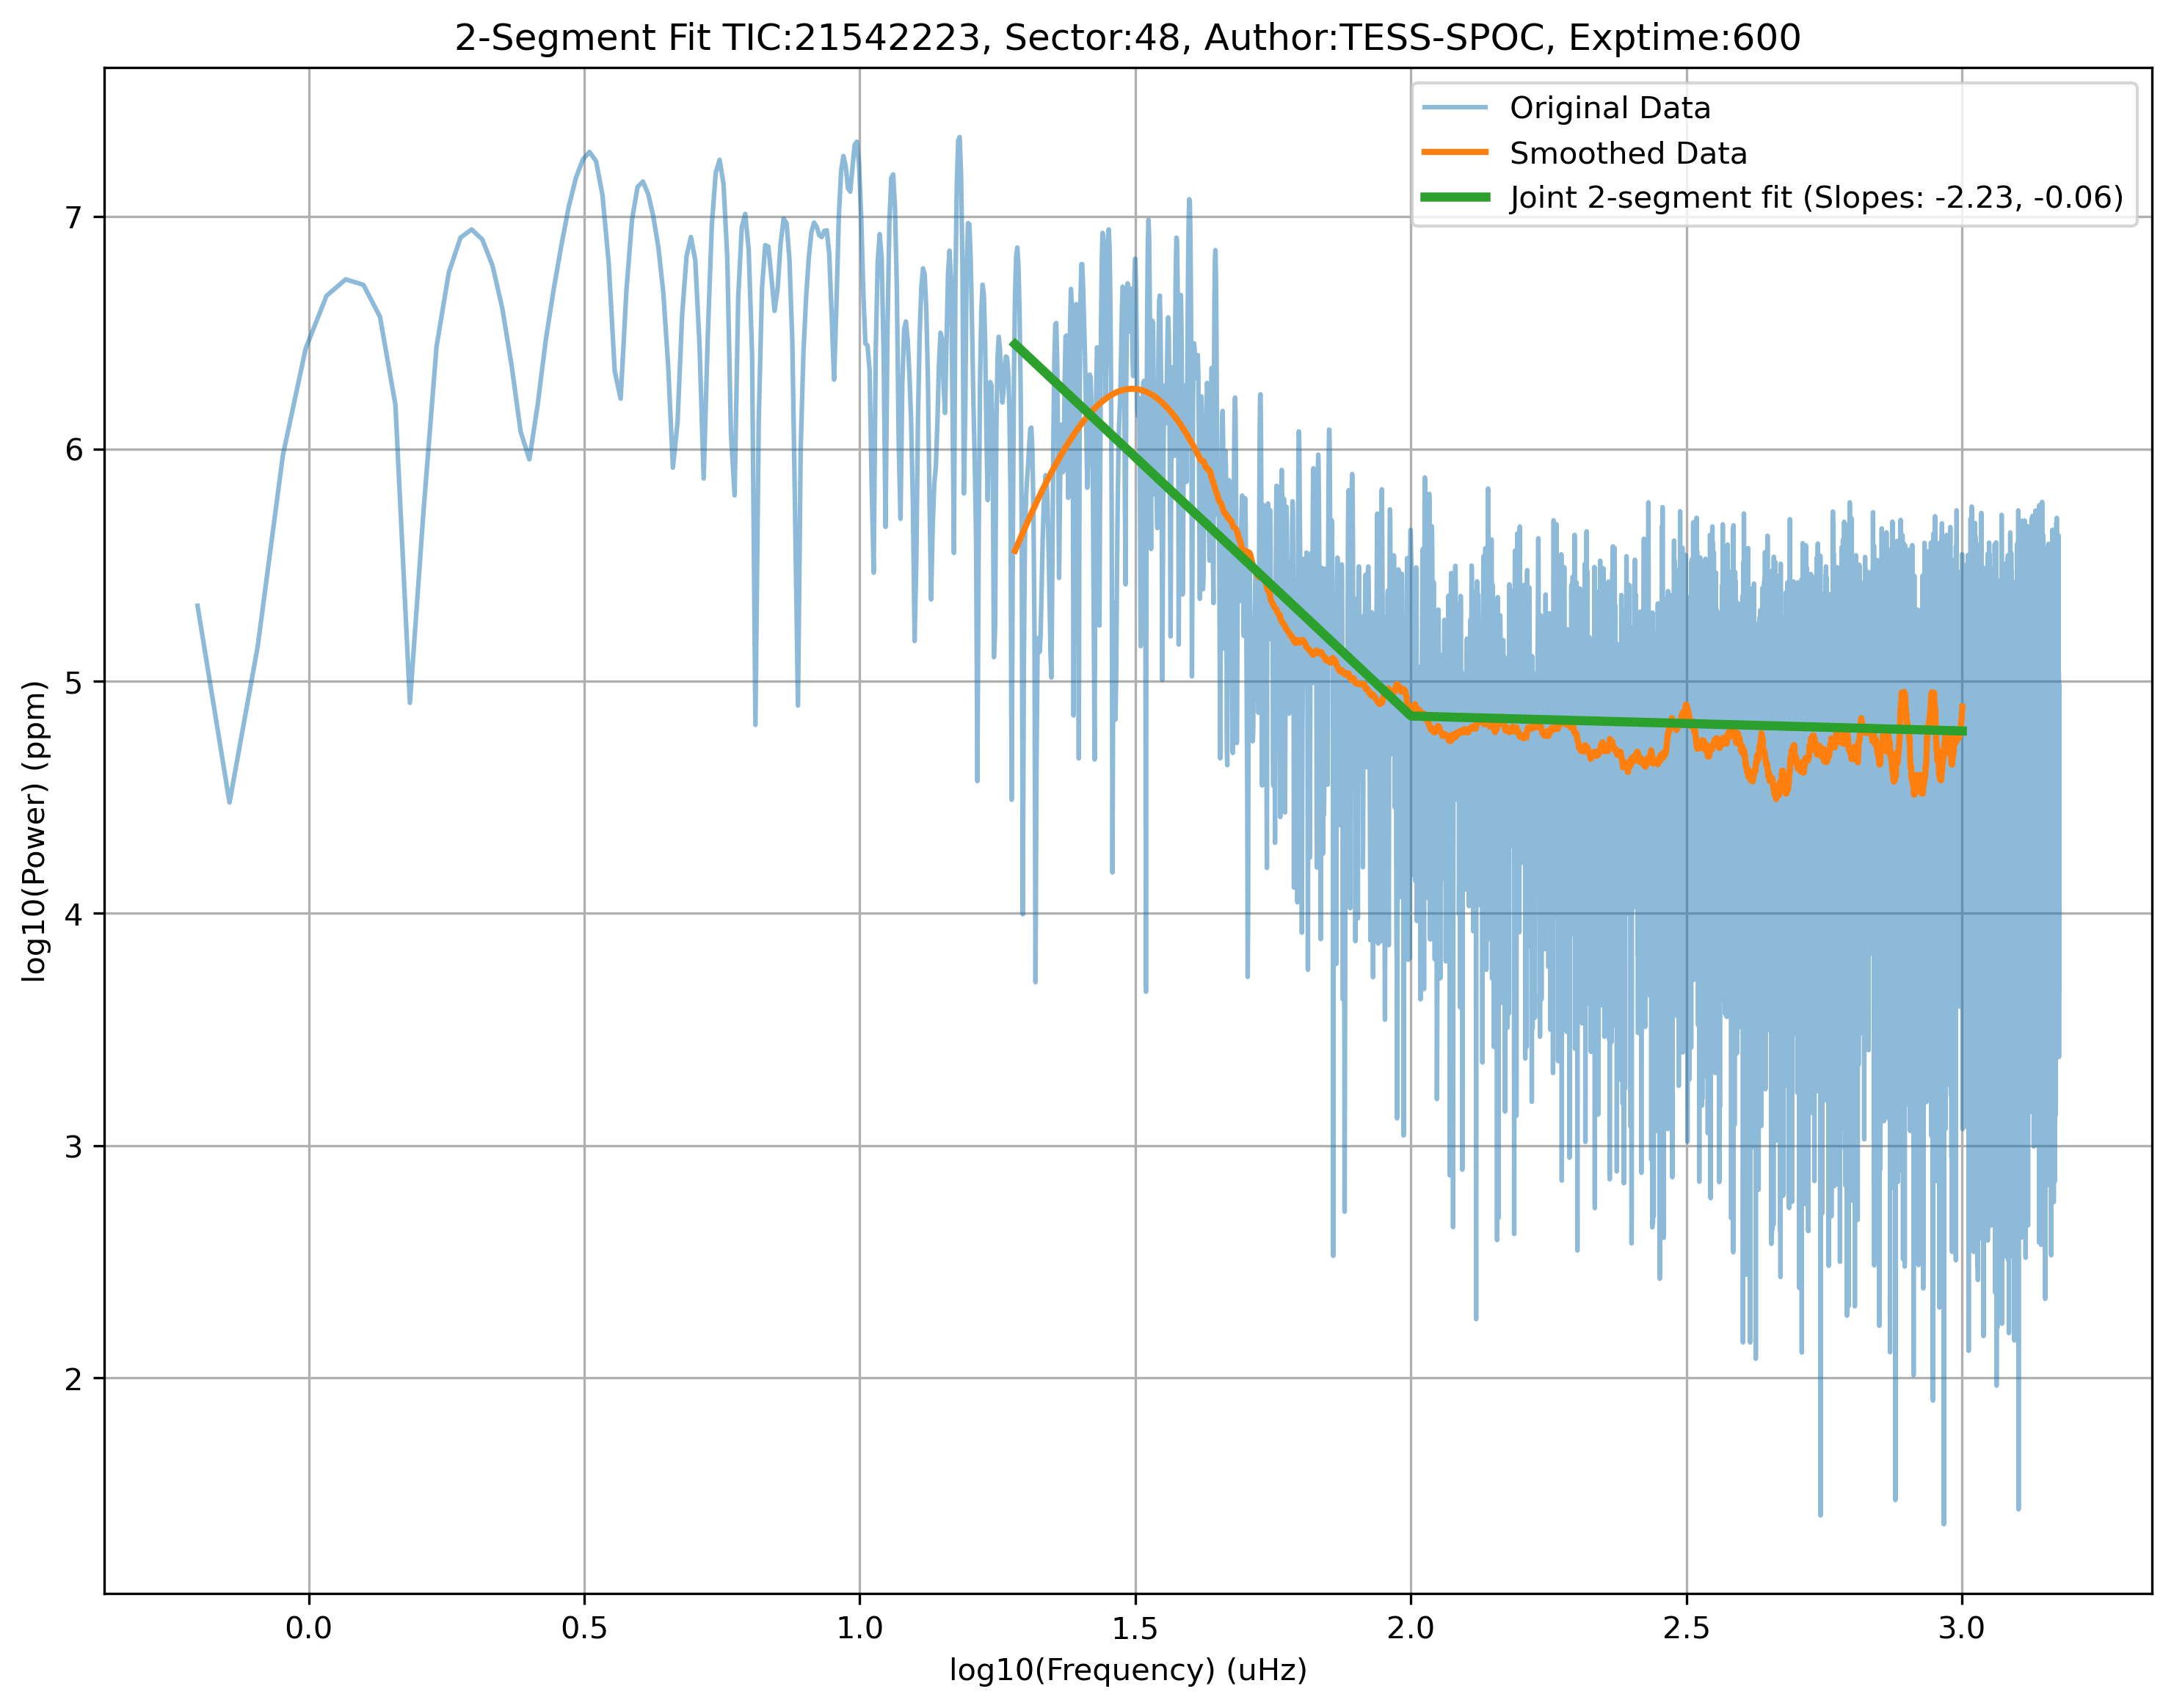 2-Segment Fit TIC:21542223, Sector:48, Author:TESS-SPOC, Exptime:600
Original Data
Smoothed Data
Joint 2-segment fit (Slopes: -2.23, -0.06)
log10(Power) (ppm)
7
6
5
4
3
2
0.0 0.5 1.0 1.5 2.0 2.5 3.0
log10(Frequency) (uHz)